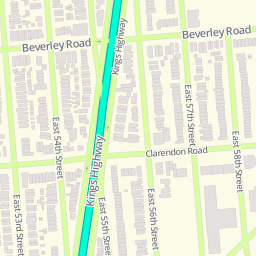 Beverley Road
Kings Highway
Beverley Road
East 54th Street
East 57th Street
East 58th Street
Kings Highway
Clarendon Road
East 53rd Street
East 55th Street
East 56th Street